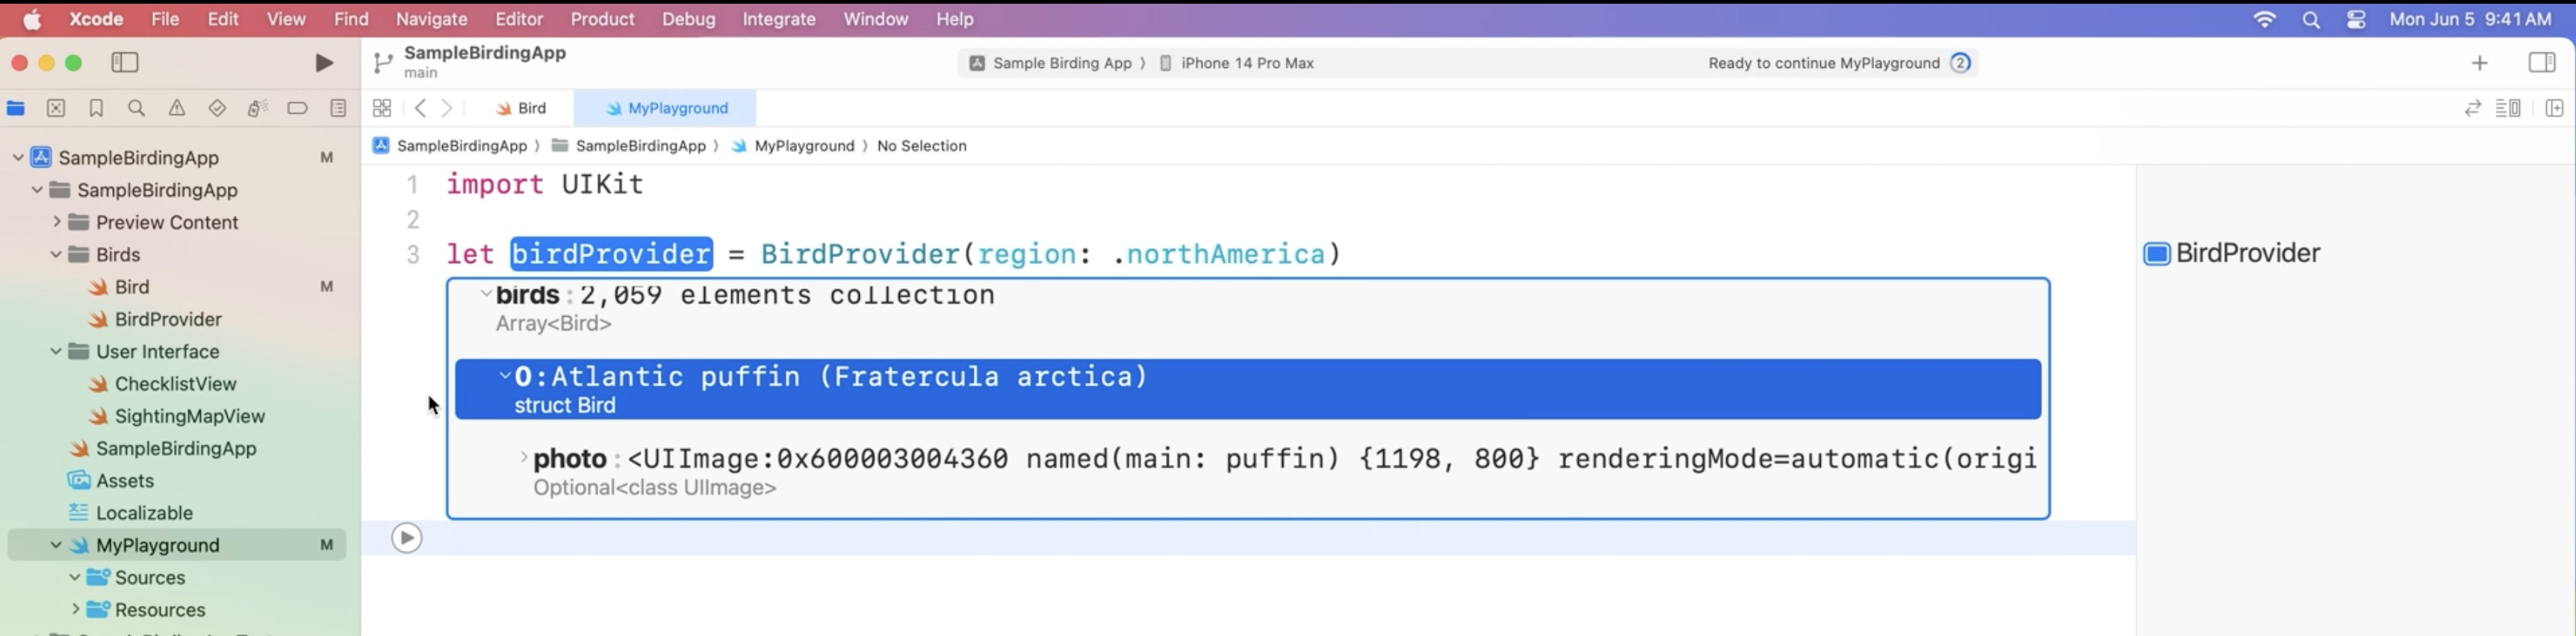 Xcode File Edit View Find Navigate Editor Product Debug Integrate Window Help Mon Jun 5 9:41 AM
SampleBirdingApp
main
Sample Birding App 〉 iPhone 14 Pro Max
Ready to continue MyPlayground 2
Bird
MyPlayground
SampleBirdingApp 〉 SampleBirdingApp 〉 MyPlayground 〉 No Selection
SampleBirdingApp M
SampleBirdingApp
Preview Content
Birds
Bird M
BirdProvider
User Interface
ChecklistView
SightingMapView
SampleBirdingApp
Assets
Localizable
MyPlayground M
Sources
Resources
1 import UIKit
2
3 let birdProvider = BirdProvider(region: .northAmerica)
birds : 2,059 elements collection
Array<Bird>
0: Atlantic puffin (Fratercula arctica)
struct Bird
photo : <UIImage:0x600003004360 named(main: puffin) {1198, 800} renderingMode=automatic(origi
Optional<class UIImage>
BirdProvider